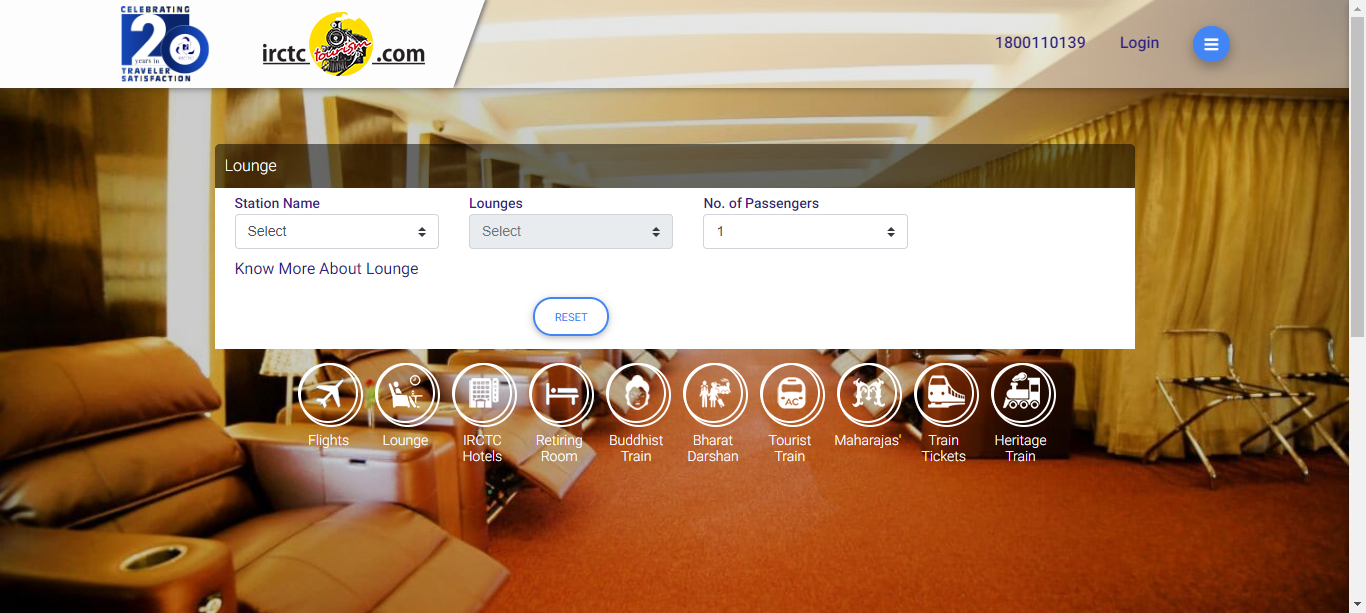 CELEBRATING
20
years in
TRAVELER
SATISFACTION
irctc tourism .com
1800110139
Login
Lounge
Station Name
Lounges
No. of Passengers
Select
Select
1
Know More About Lounge
RESET
AC
Flights
Lounge
IRCTC
Hotels
Retiring
Room
Buddhist
Train
Bharat
Darshan
Tourist
Train
Maharajas'
Train
Tickets
Heritage
Train